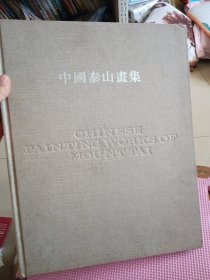 中國泰山畫集
CHINESE
PAINTING WORKS OF
MOUNT TAI